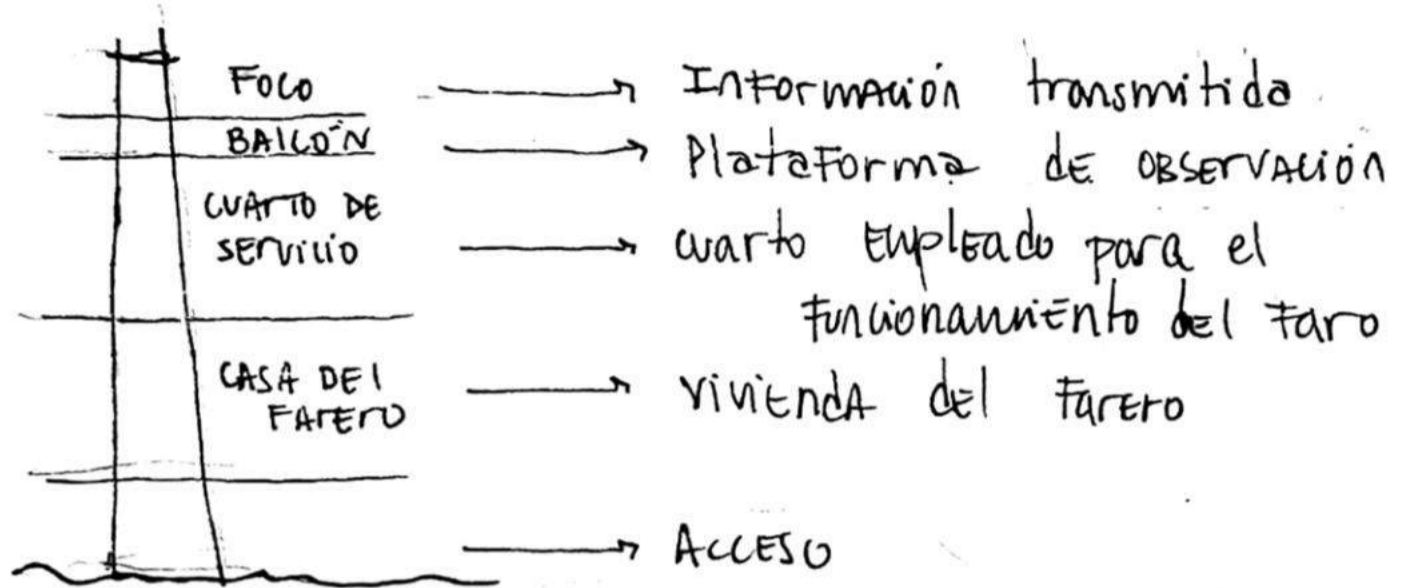 FOCO → Información transmitida
BALCÓN → Plataforma de OBSERVACIÓN
CUARTO DE
SERVICIO → cuarto Empleado para el
Funcionamiento del Faro
CASA DEL
FARERO → vivienda del Farero
→ ACCESO